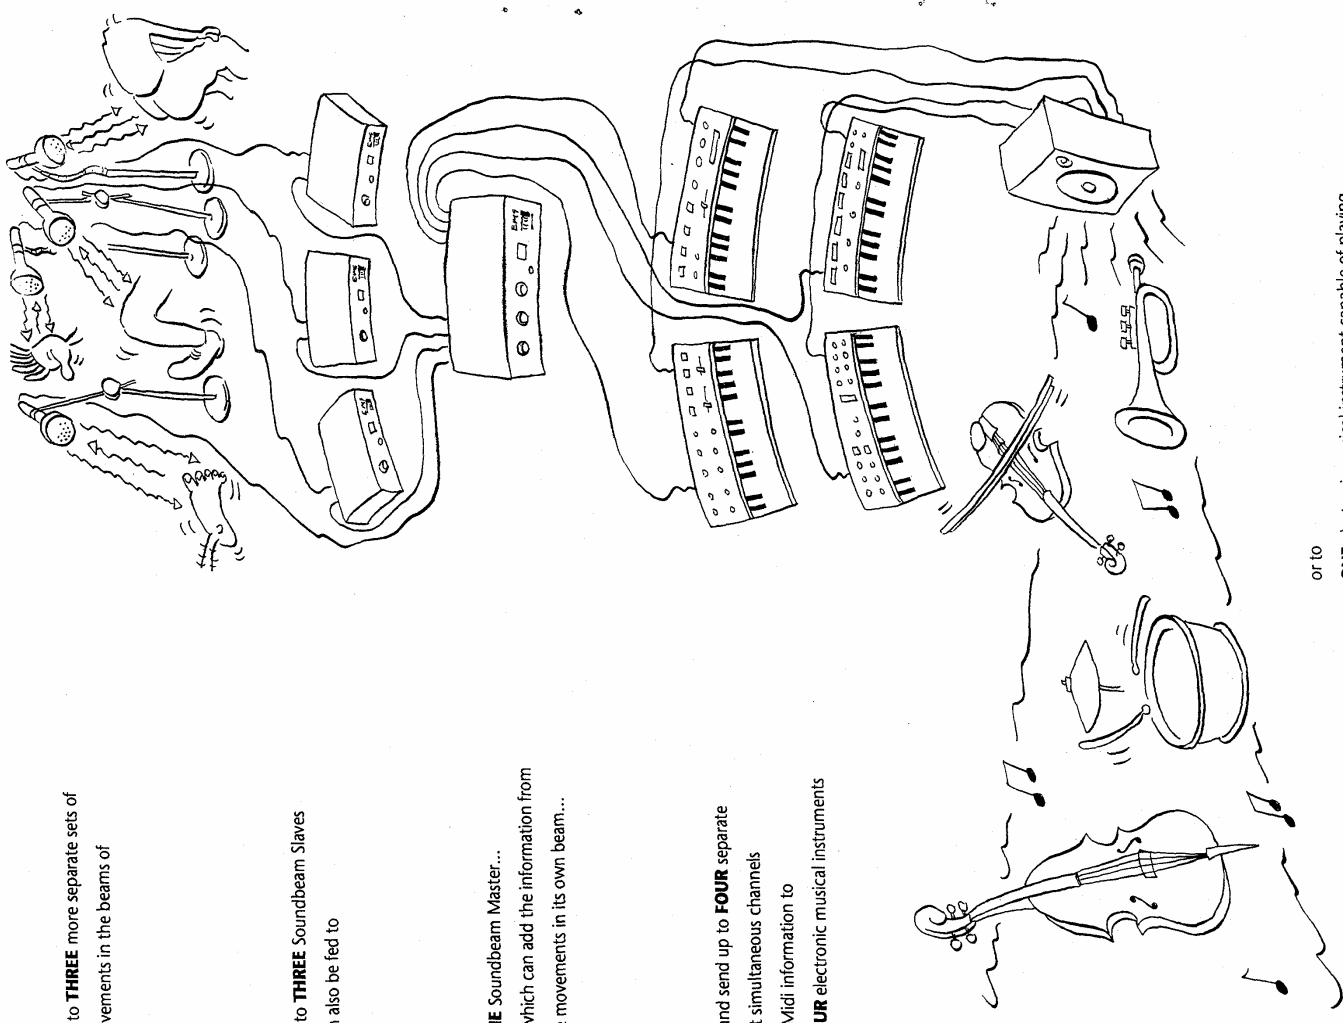 to THREE more separate sets of
vements in the beams of
to THREE Soundbeam Slaves
also be fed to
Soundbeam Master...
which can add the information from
movements in its own beam...
and send up to FOUR separate
simultaneous channels
Midi information to
electronic musical instruments
or to